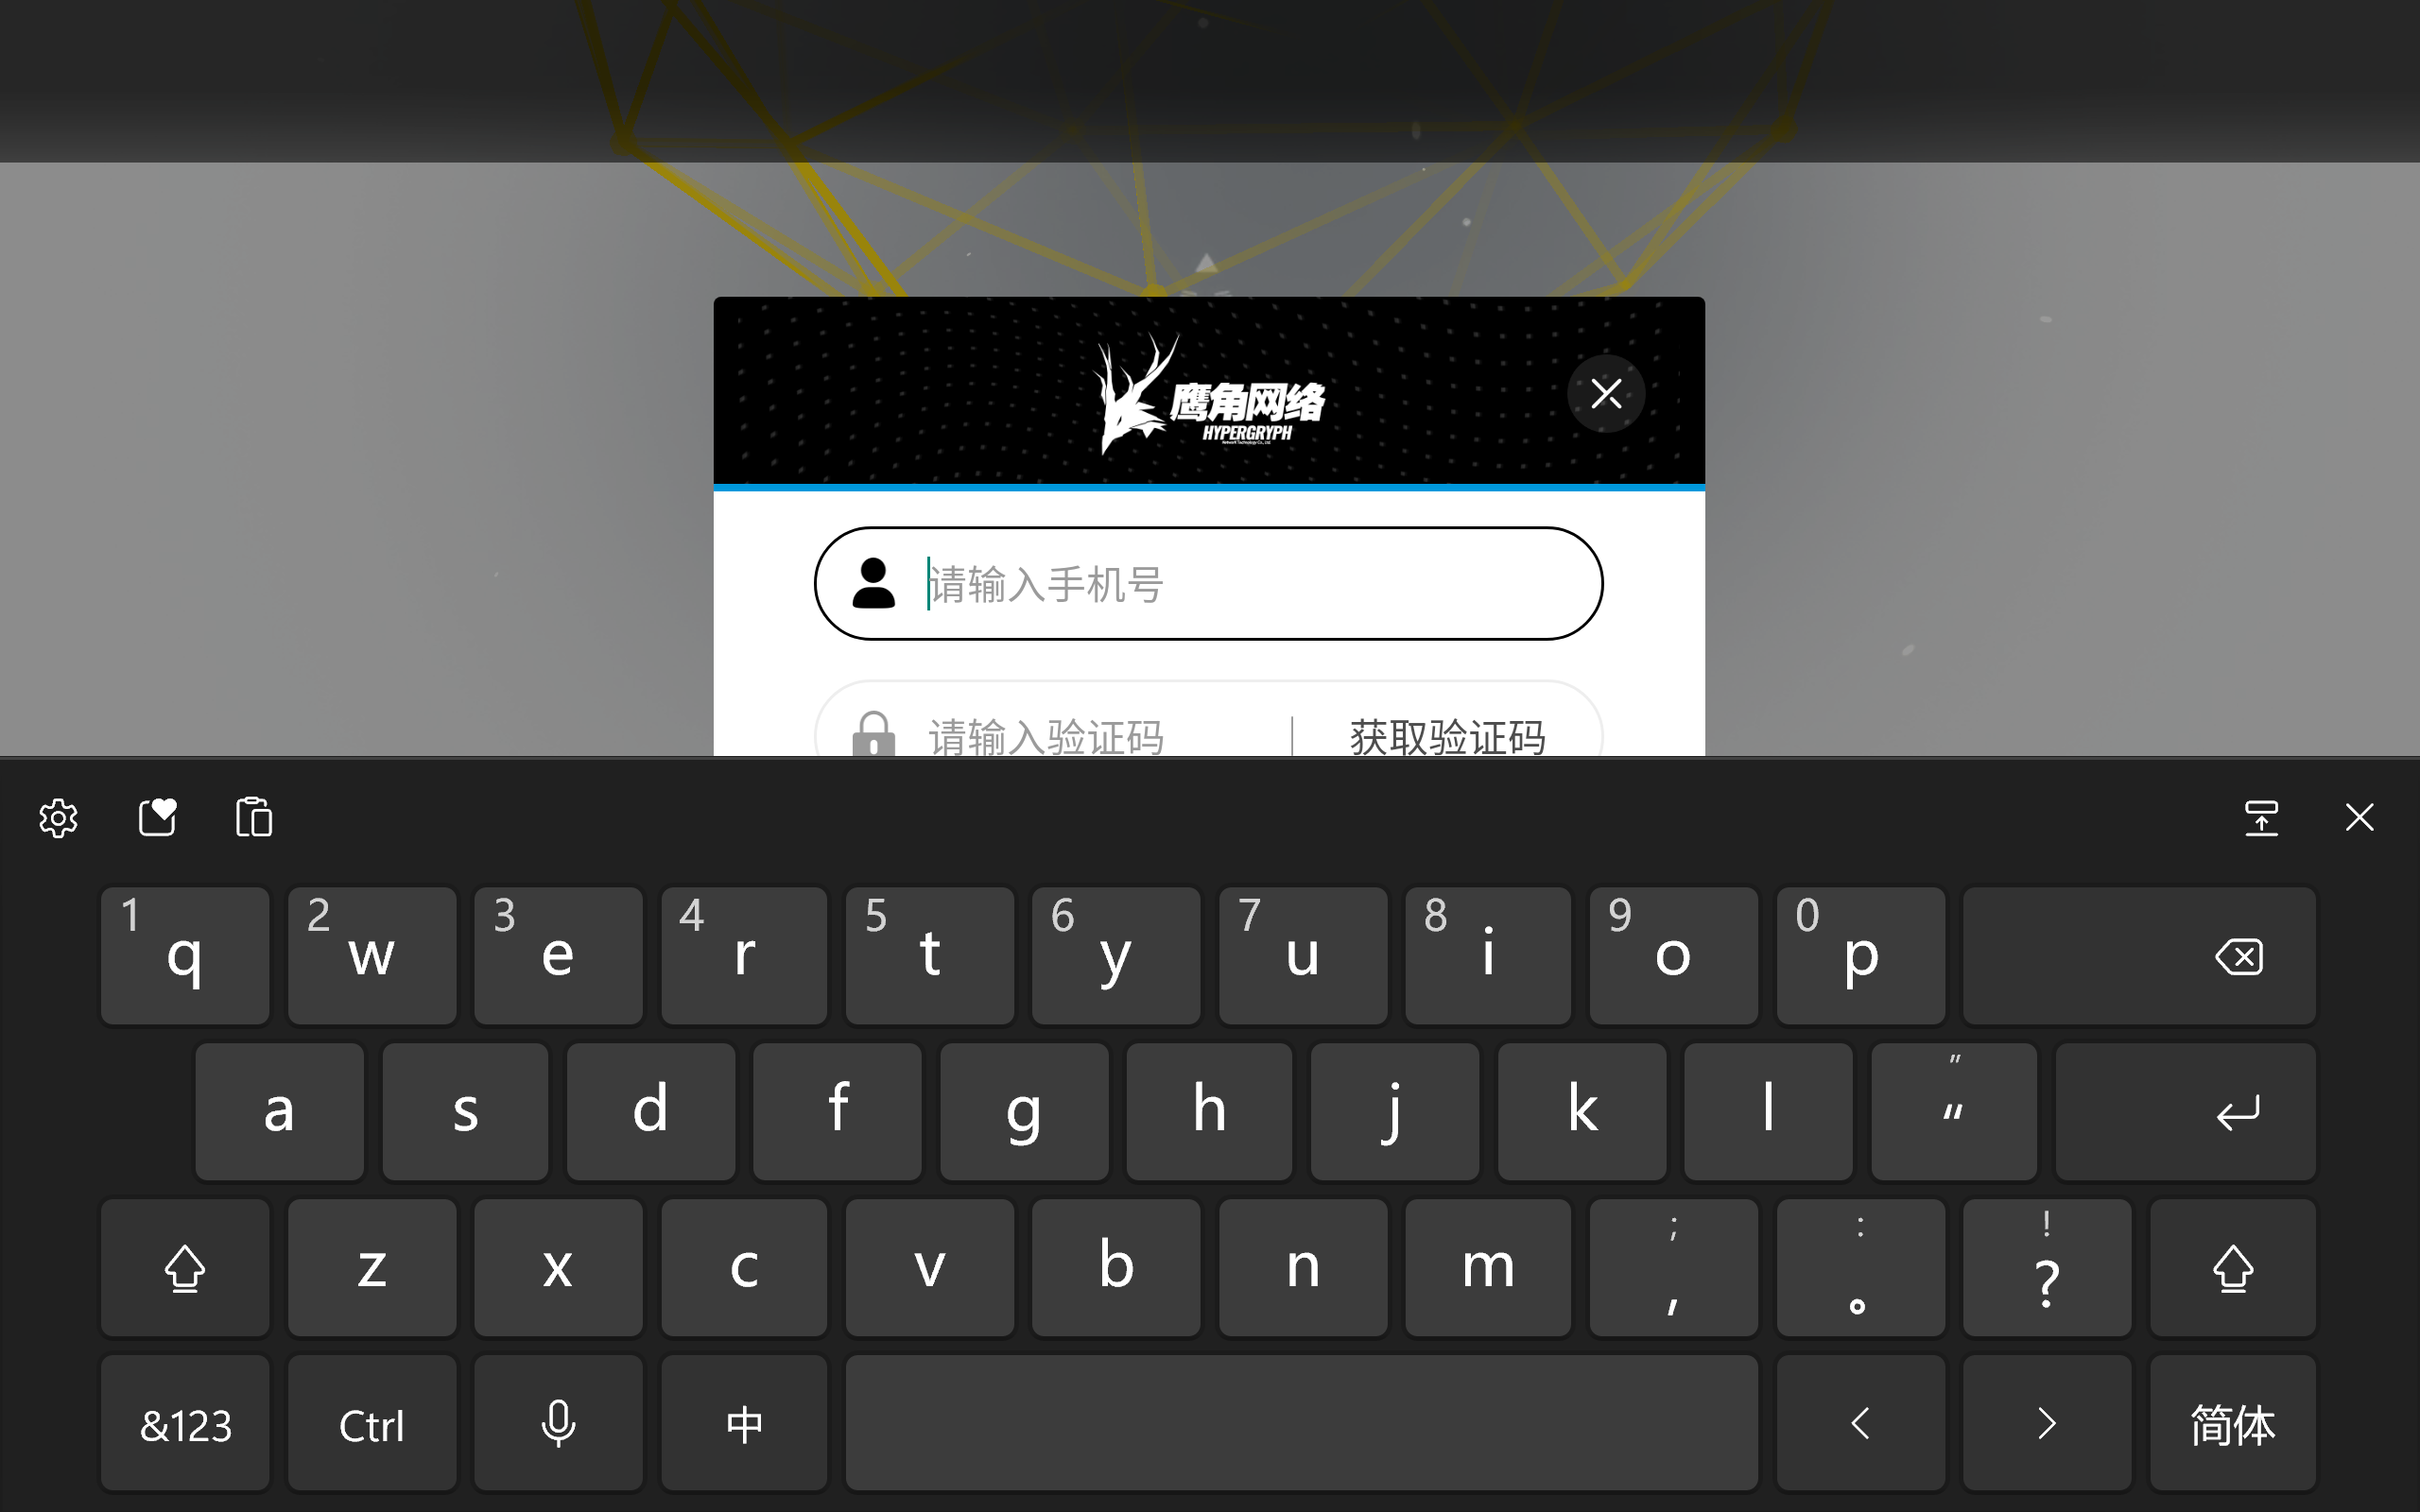 鹰角网络
HYPERGRYPH
请输入手机号
请输入验证码 获取验证码
1 2 3 4 5 6 7 8 9 0
q w e r t y u i o p
”
a s d f g h j k l “
; : !
z x c v b n m , 。 ?
&123 Ctrl 中 < > 简体